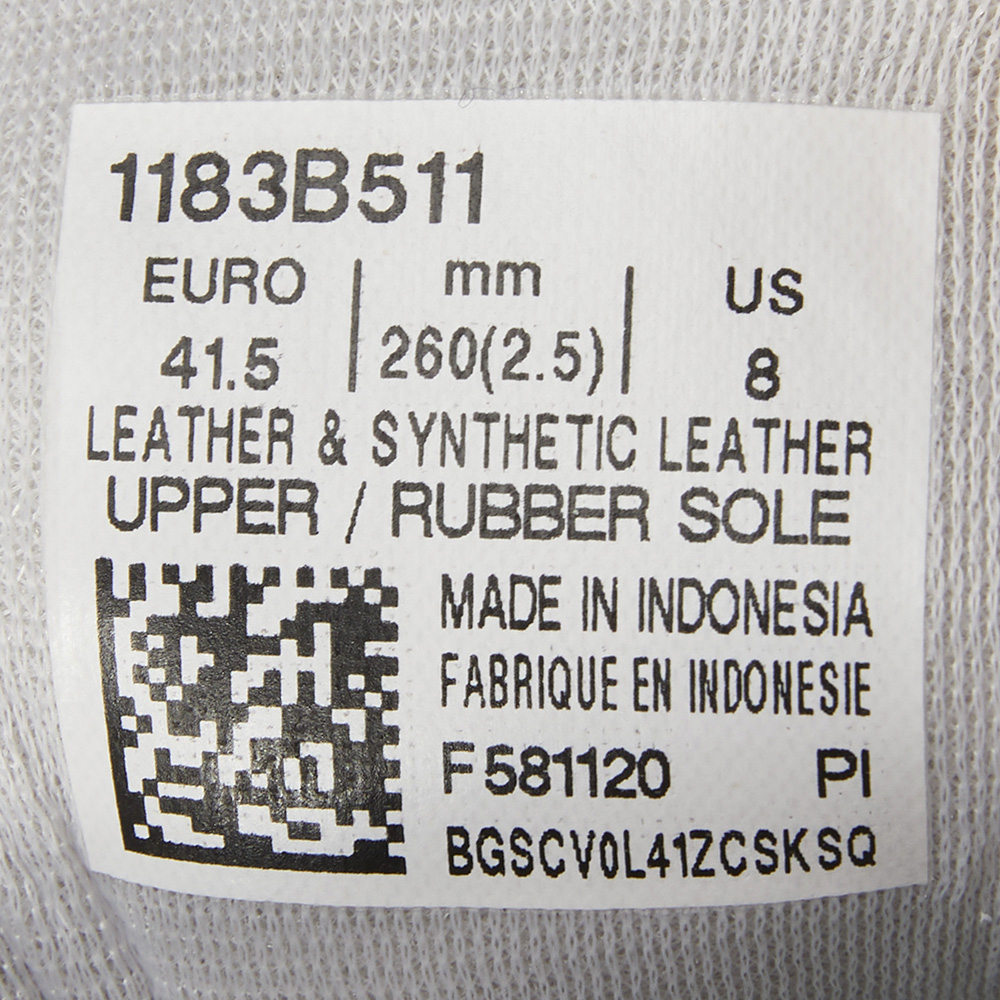 1183B511
EURO | mm | US
41.5 | 260(2.5) | 8
LEATHER & SYNTHETIC LEATHER
UPPER / RUBBER SOLE
MADE IN INDONESIA
FABRIQUE EN INDONESIE
F581120 PI
BGSCV0L41ZCSKSQ